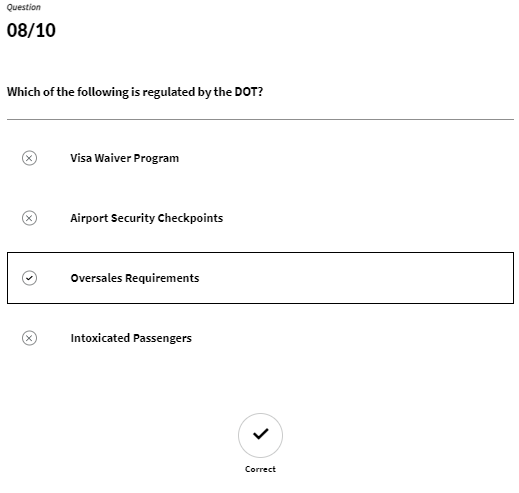 Question
08/10
Which of the following is regulated by the DOT?
Visa Waiver Program
Airport Security Checkpoints
Oversales Requirements
Intoxicated Passengers
Correct